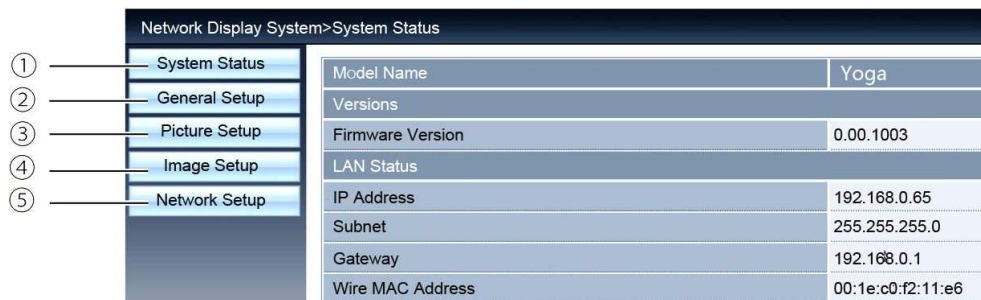 Network Display System>System Status
① System Status
② General Setup
③ Picture Setup
④ Image Setup
⑤ Network Setup
Model Name Yoga
Versions
Firmware Version 0.00.1003
LAN Status
IP Address 192.168.0.65
Subnet 255.255.255.0
Gateway 192.168.0.1
Wire MAC Address 00:1e:c0:f2:11:e6